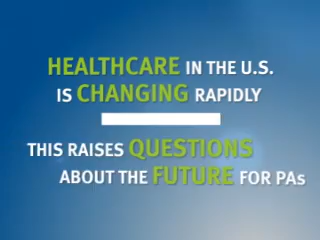 HEALTHCARE IN THE U.S.
IS CHANGING RAPIDLY
THIS RAISES QUESTIONS
ABOUT THE FUTURE FOR PAs